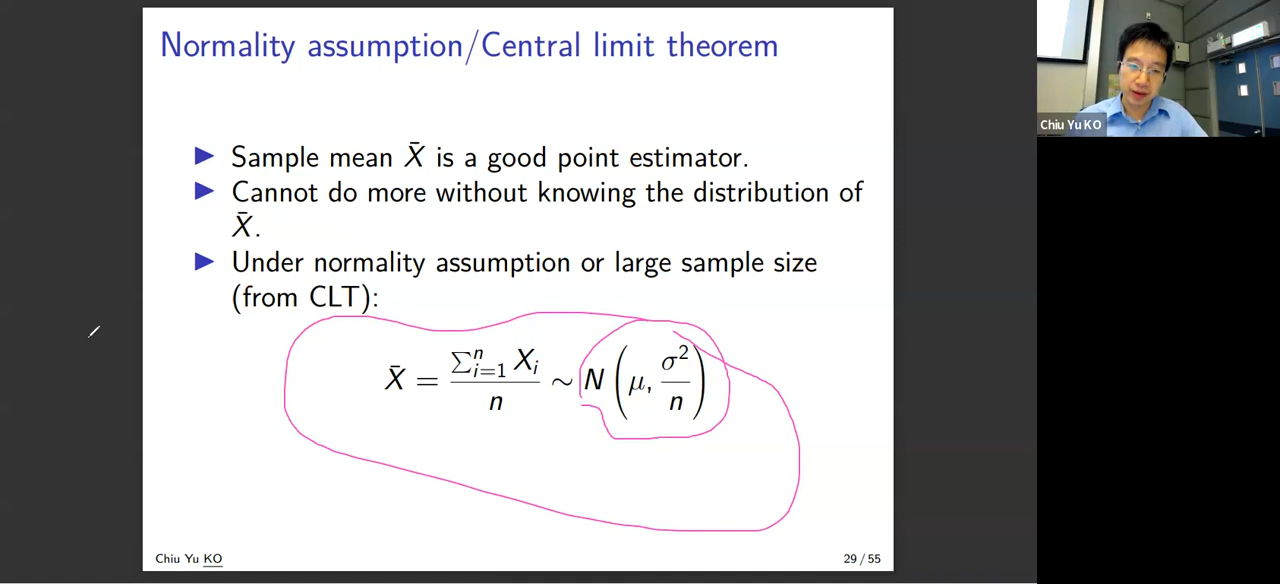 Normality assumption/Central limit theorem
▶ Sample mean X̄ is a good point estimator.
▶ Cannot do more without knowing the distribution of
X̄.
▶ Under normality assumption or large sample size
(from CLT):
X̄ = ∑ⁿᵢ₌₁ Xᵢ / n ∼ N(μ, σ²/n)
Chiu Yu KO
29 / 55
Chiu Yu KO